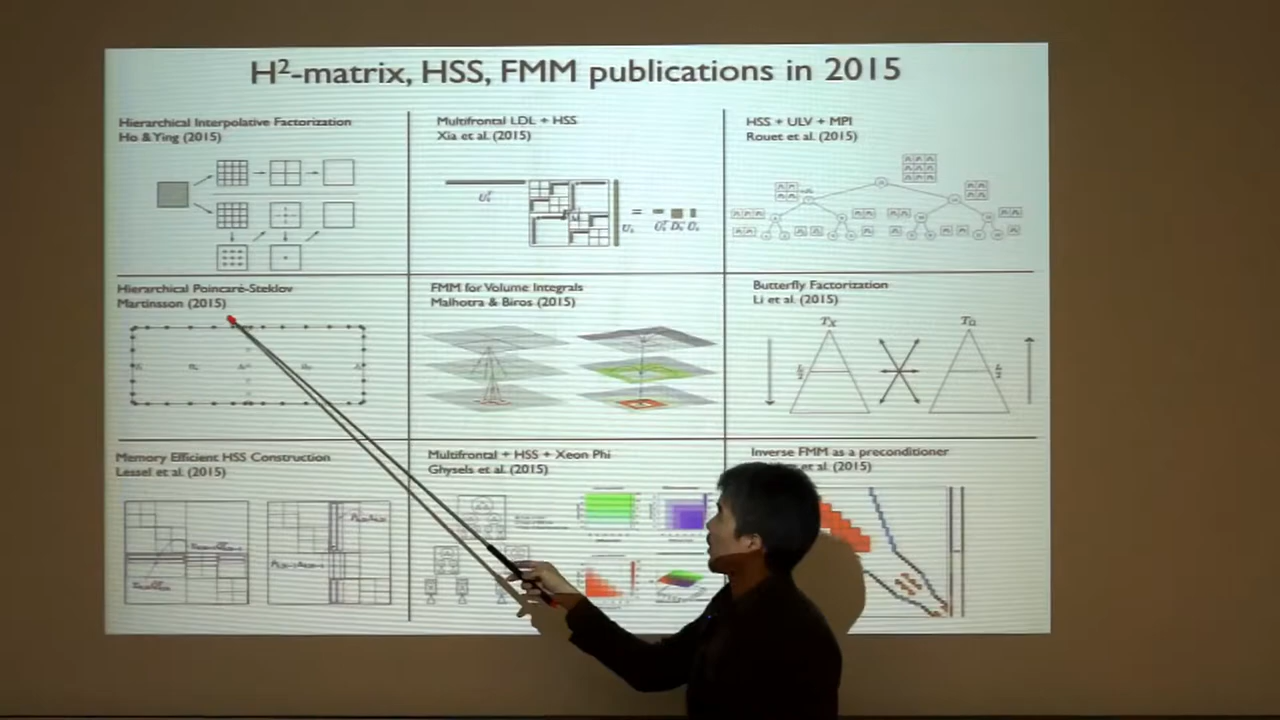 H²-matrix, HSS, FMM publications in 2015
Hierarchical Interpolative Factorization
Ho & Ying (2015)
Multifrontal LDL + HSS
Xia et al. (2015)
HSS + ULV + MPI
Rouet et al. (2015)
Hierarchical Poincaré-Steklov
Martinsson (2015)
FMM for Volume Integrals
Malhotra & Biros (2015)
Butterfly Factorization
Li et al. (2015)
Tx
TΩ
Memory Efficient HSS Construction
Lessel et al. (2015)
Multifrontal + HSS + Xeon Phi
Ghysels et al. (2015)
Inverse FMM as a preconditioner
et al. (2015)